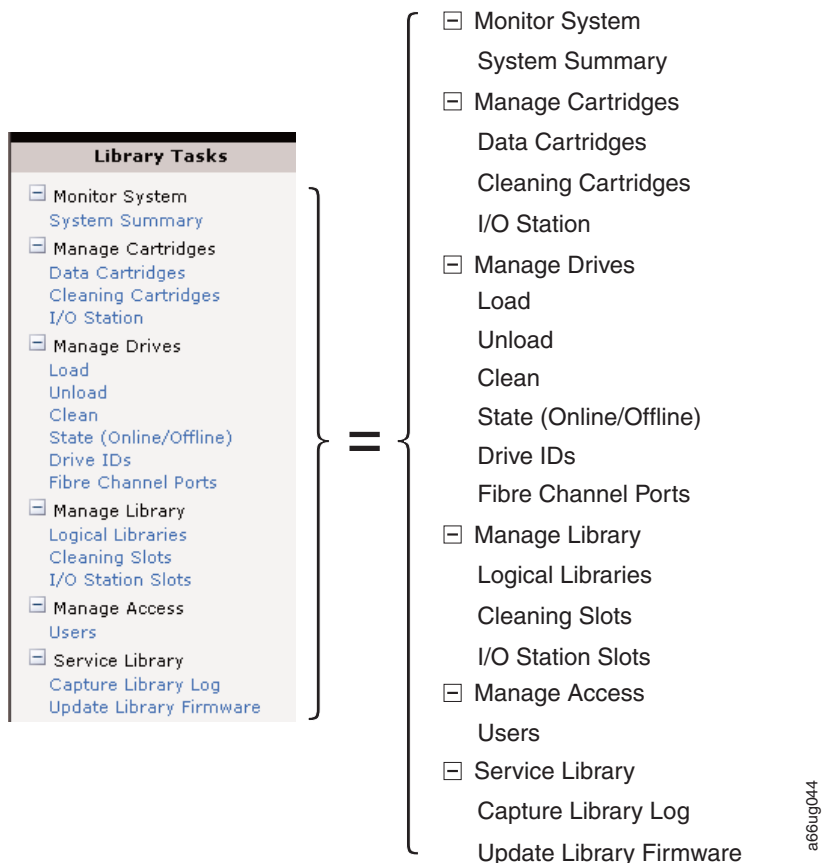 Library Tasks
Monitor System
System Summary
Manage Cartridges
Data Cartridges
Cleaning Cartridges
I/O Station
Manage Drives
Load
Unload
Clean
State (Online/Offline)
Drive IDs
Fibre Channel Ports
Manage Library
Logical Libraries
Cleaning Slots
I/O Station Slots
Manage Access
Users
Service Library
Capture Library Log
Update Library Firmware
=
Monitor System
System Summary
Manage Cartridges
Data Cartridges
Cleaning Cartridges
I/O Station
Manage Drives
Load
Unload
Clean
State (Online/Offline)
Drive IDs
Fibre Channel Ports
Manage Library
Logical Libraries
Cleaning Slots
I/O Station Slots
Manage Access
Users
Service Library
Capture Library Log
Update Library Firmware
a66ug044